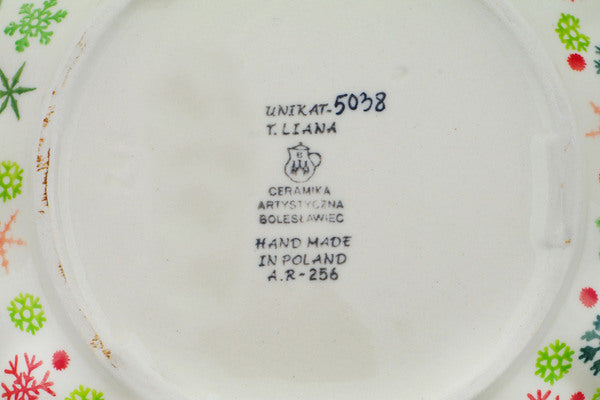 UNIKAT-5038
T. LIANA
B
CERAMIKA
ARTYSTYCZNA
BOLESŁAWIEC
HAND MADE
IN POLAND
A.R-256